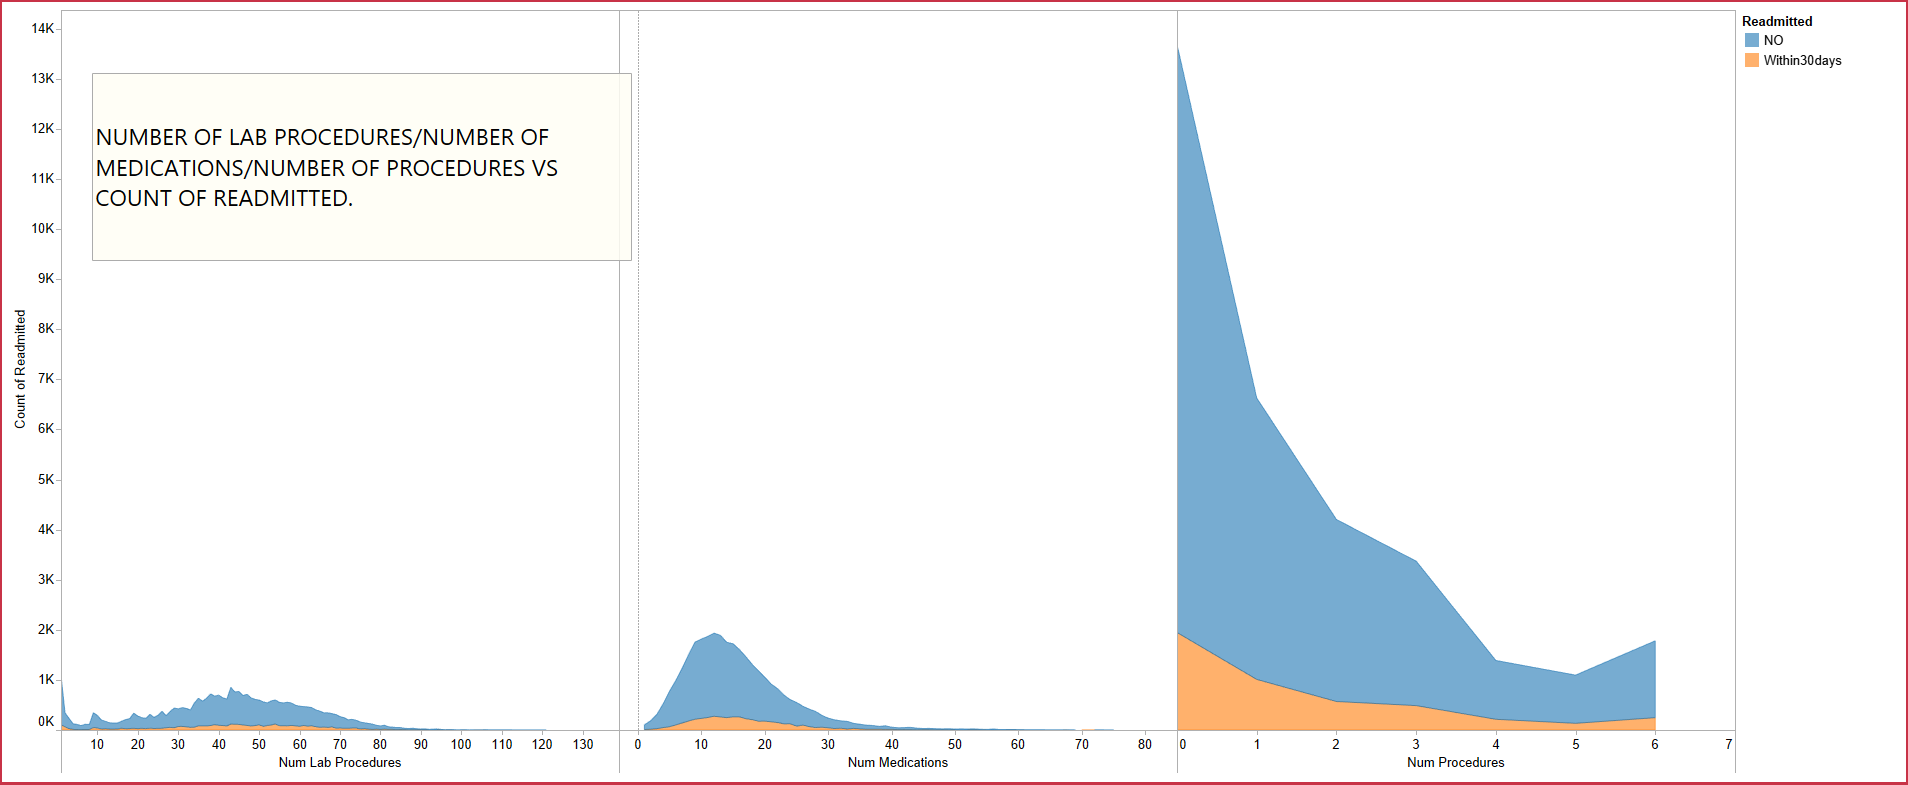 Readmitted
NO
Within30days
NUMBER OF LAB PROCEDURES/NUMBER OF
MEDICATIONS/NUMBER OF PROCEDURES VS
COUNT OF READMITTED.
Count of Readmitted
14K
13K
12K
11K
10K
9K
8K
7K
6K
5K
4K
3K
2K
1K
0K
10 20 30 40 50 60 70 80 90 100 110 120 130
Num Lab Procedures
0 10 20 30 40 50 60 70 80
Num Medications
0 1 2 3 4 5 6 7
Num Procedures